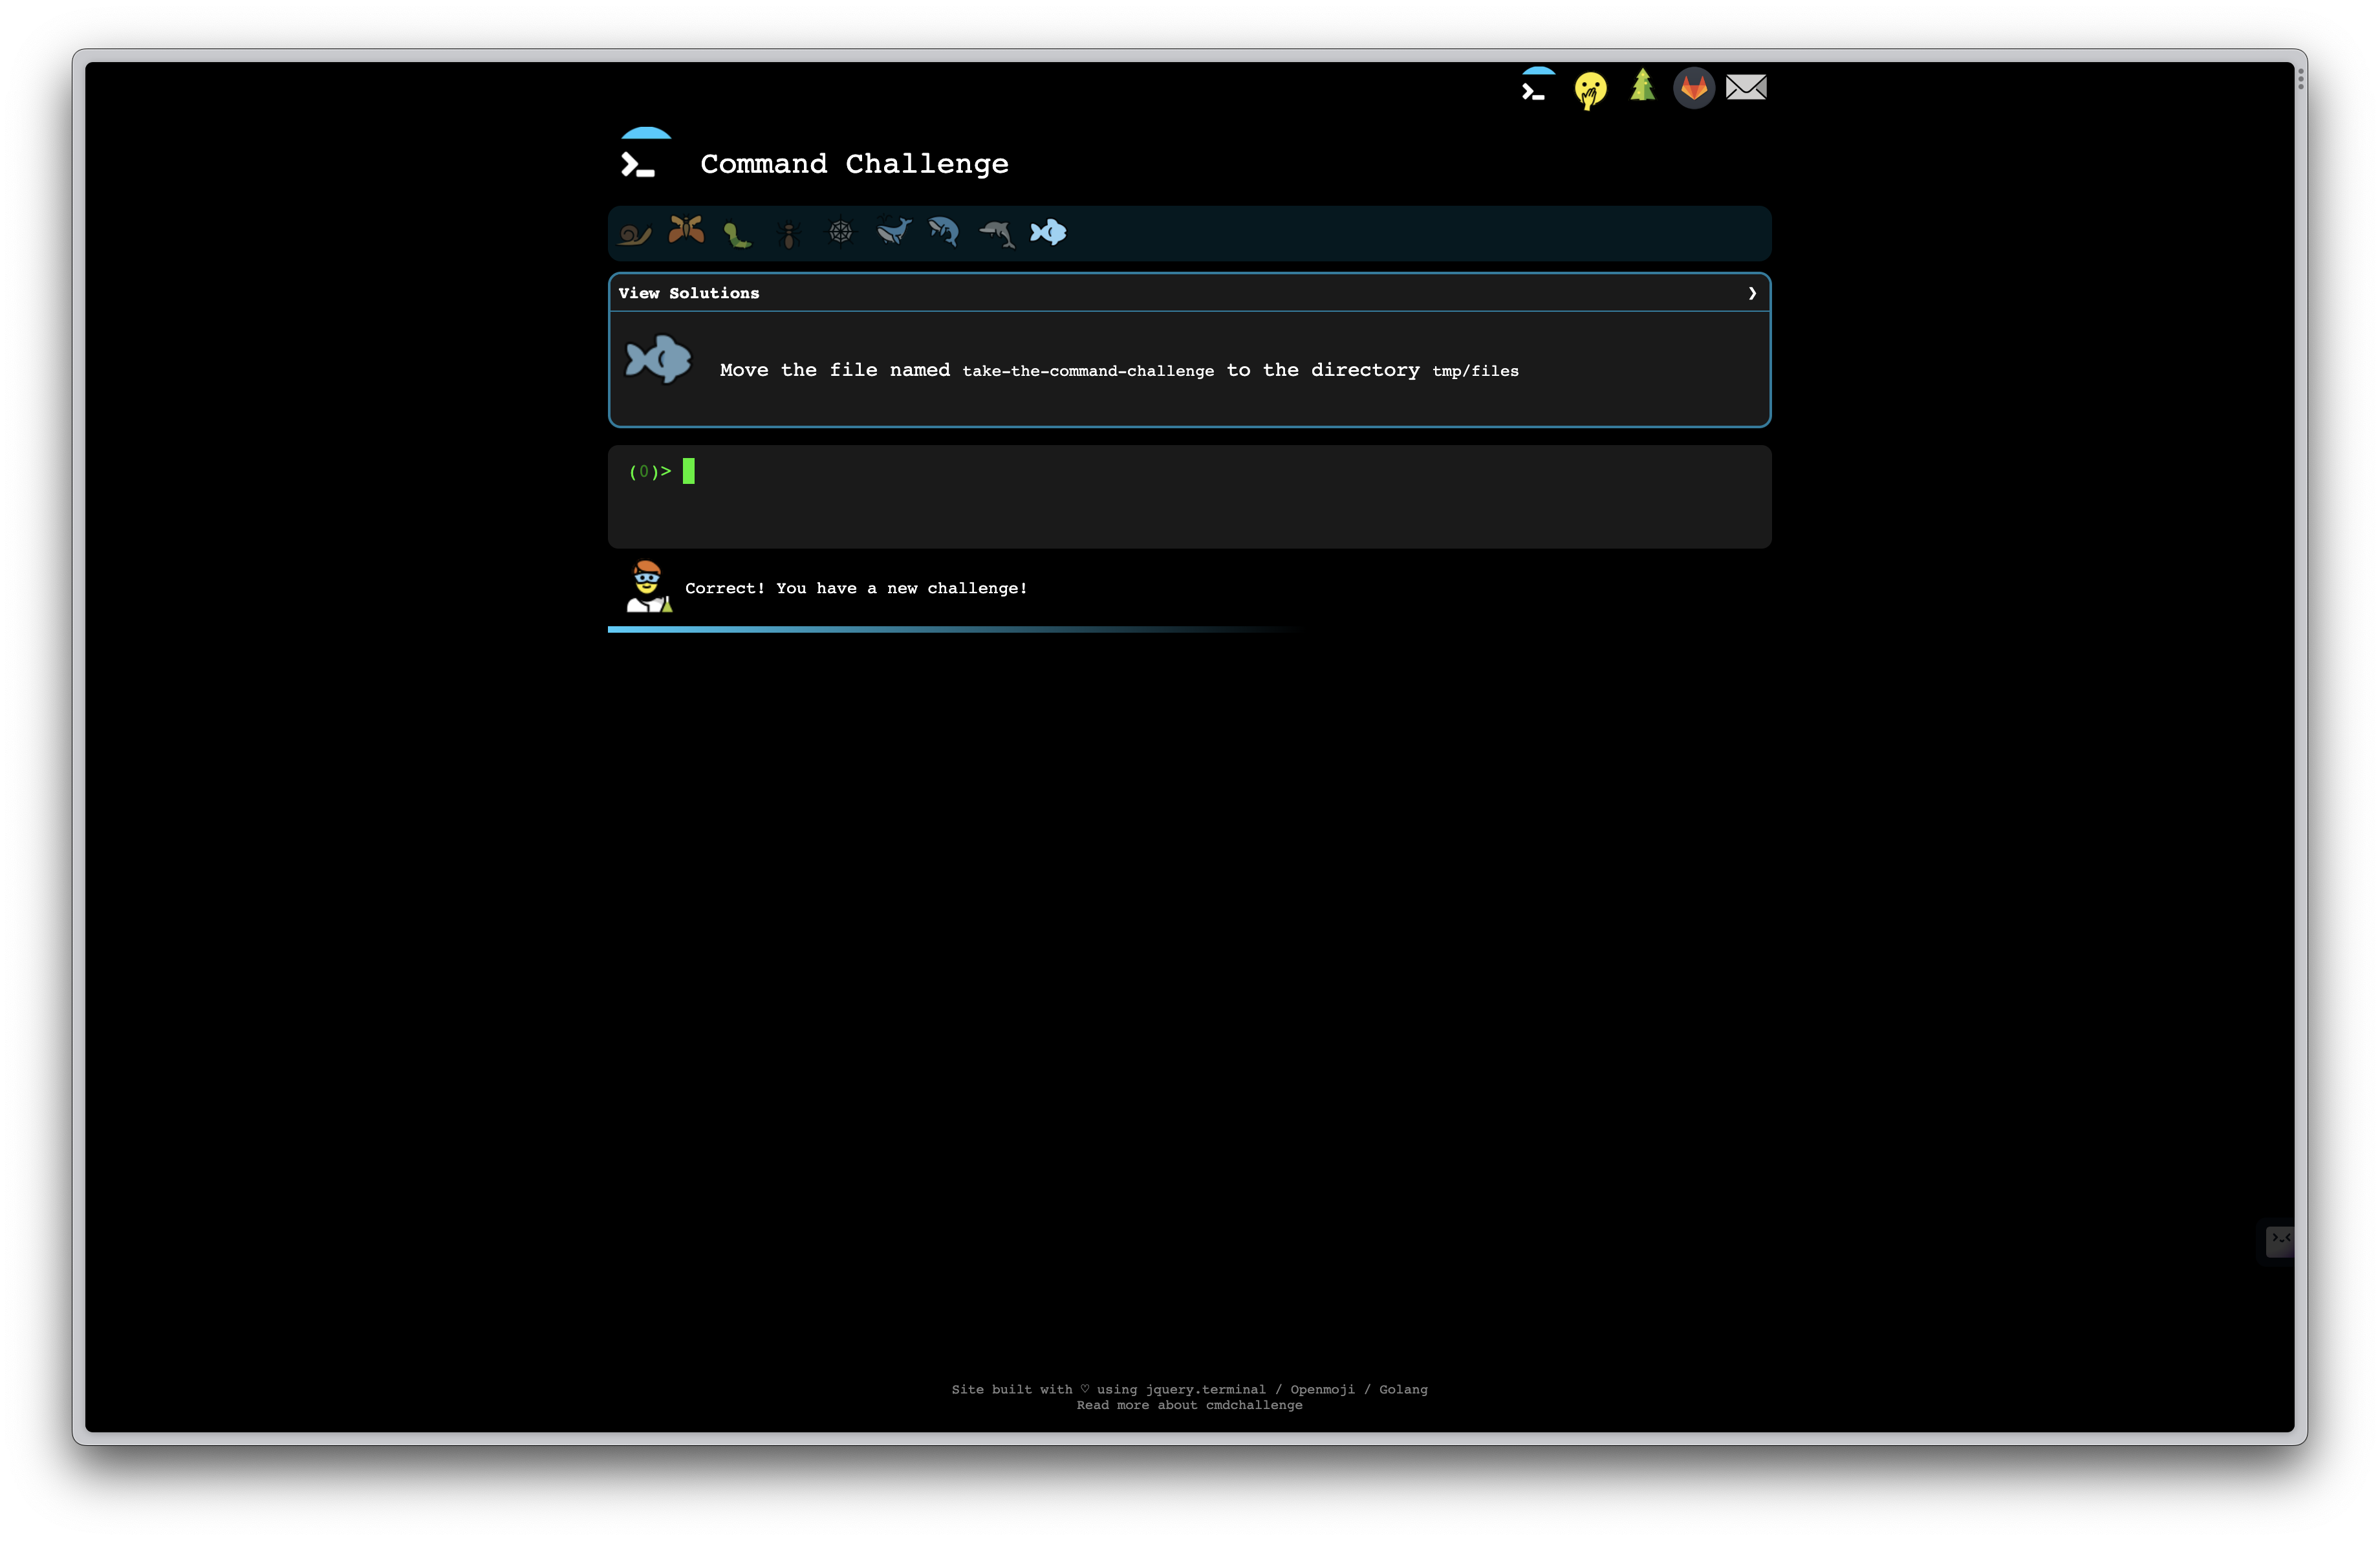 Command Challenge
View Solutions ❯
Move the file named take-the-command-challenge to the directory tmp/files
(0)>
Correct! You have a new challenge!
Site built with ♡ using jquery.terminal / Openmoji / Golang
Read more about cmdchallenge